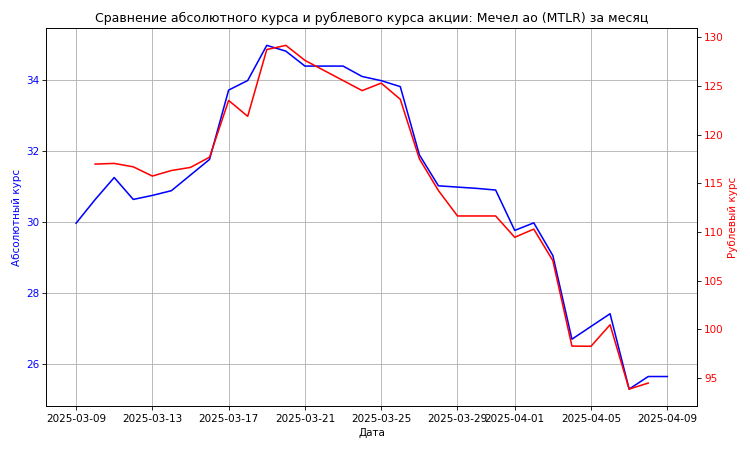 Сравнение абсолютного курса и рублевого курса акции: Мечел ао (MTLR) за месяц
Абсолютный курс
34
32
30
28
26
130
125
120
115
110
105
100
95
Рублевый курс
2025-03-09 2025-03-13 2025-03-17 2025-03-21 2025-03-25 2025-03-29 2025-04-01 2025-04-05 2025-04-09
Дата